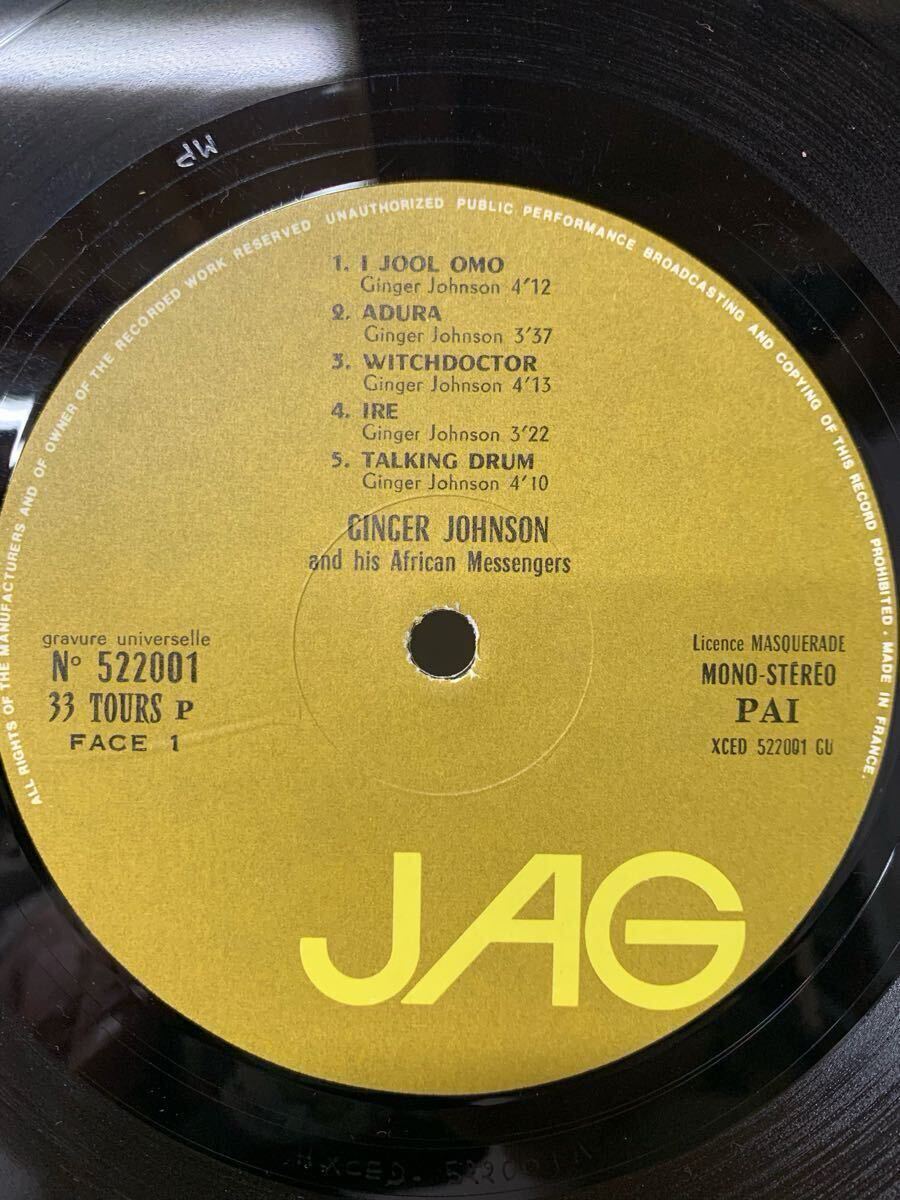 MP
ALL RIGHTS OF THE MANUFACTURERS AND OF OWNER OF THE RECORDED WORK RESERVED UNAUTHORIZED PUBLIC PERFORMANCE BROADCASTING AND COPYING OF THIS RECORD PROHIBITED · MADE IN FRANCE.
1. I JOOL OMO
Ginger Johnson 4'12
2. ADURA
Ginger Johnson 3'37
3. WITCHDOCTOR
Ginger Johnson 4'13
4. IRE
Ginger Johnson 3'22
5. TALKING DRUM
Ginger Johnson 4'10
GINGER JOHNSON
and his African Messengers
gravure universelle
N° 522001
33 TOURS P
FACE 1
Licence MASQUERADE
MONO-STÉRÉO
PAI
XCED 522001 GU
JAG